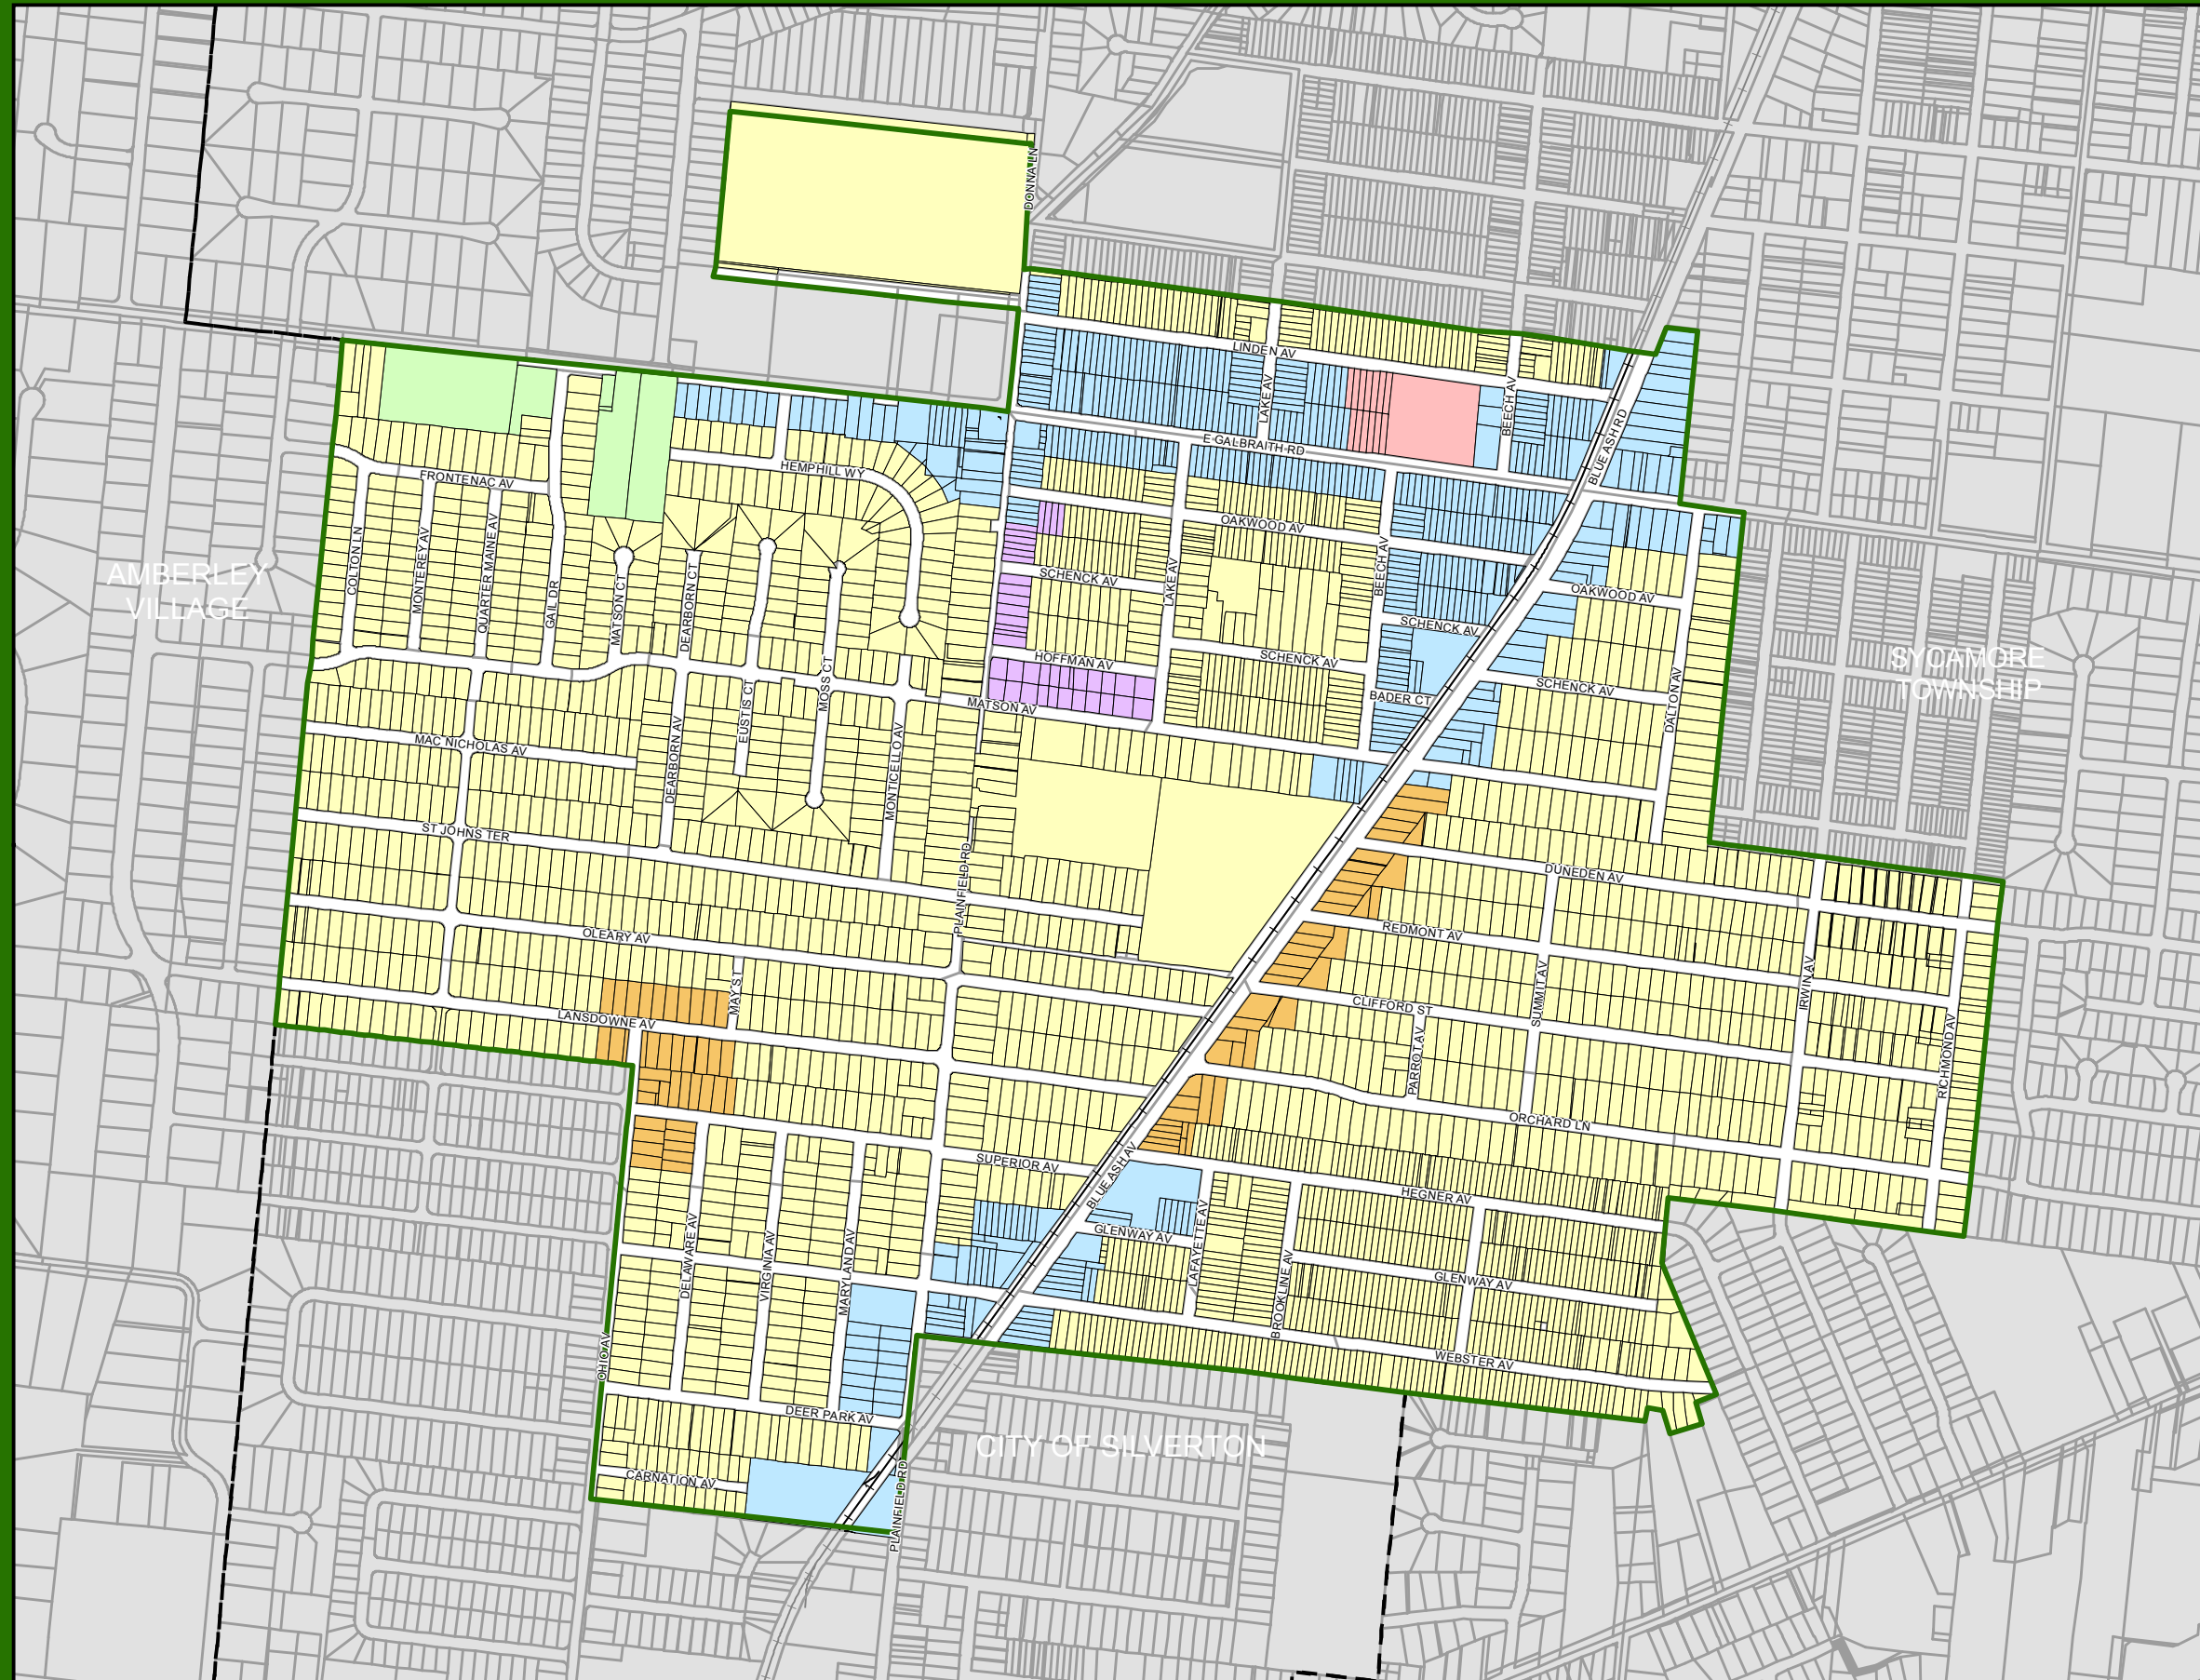 DONNA LN
LINDEN AV
LAKE AV
BEECH AV
BLUE ASH RD
E GALBRAITH RD
HEMPHILL WY
FRONTENAC AV
OAKWOOD AV
COLTON LN
MONTEREY AV
QUARTER MAINE AV
GAIL DR
MATSON CT
DEARBORN CT
SCHENCK AV
LAKE AV
BEECH AV
OAKWOOD AV
AMBERLEY
VILLAGE
SCHENCK AV
HOFFMAN AV
SCHENCK AV
SYCAMORE
TOWNSHIP
EUSTIS CT
MOSS CT
MATSON AV
BADER CT
SCHENCK AV
DALTON AV
MAC NICHOLAS AV
DEARBORN AV
MONTICELLO AV
ST JOHNS TER
PLAINFIELD RD
DUNEDEN AV
OLEARY AV
REDMONT AV
MAY ST
LANSDOWNE AV
CLIFFORD ST
SUMMIT AV
IRWIN AV
PARROT AV
RICHMOND AV
ORCHARD LN
SUPERIOR AV
BLUE ASH AV
HEGNER AV
DELAWARE AV
VIRGINIA AV
MARYLAND AV
GLENWAY AV
LAFAYETTE AV
BROOKLINE AV
GLENWAY AV
OHIO AV
WEBSTER AV
DEER PARK AV
CITY OF SILVERTON
CARNATION AV
PLAINFIELD RD